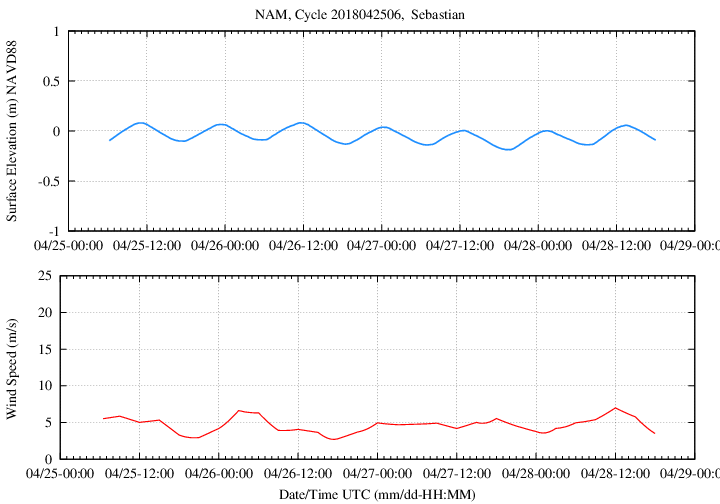 NAM, Cycle 2018042506,  Sebastian
Surface Elevation (m) NAVD88
1
0.5
0
-0.5
-1
04/25-00:00 04/25-12:00 04/26-00:00 04/26-12:00 04/27-00:00 04/27-12:00 04/28-00:00 04/28-12:00 04/29-00:0
Wind Speed (m/s)
25
20
15
10
5
0
04/25-00:00 04/25-12:00 04/26-00:00 04/26-12:00 04/27-00:00 04/27-12:00 04/28-00:00 04/28-12:00 04/29-00:0
Date/Time UTC (mm/dd-HH:MM)